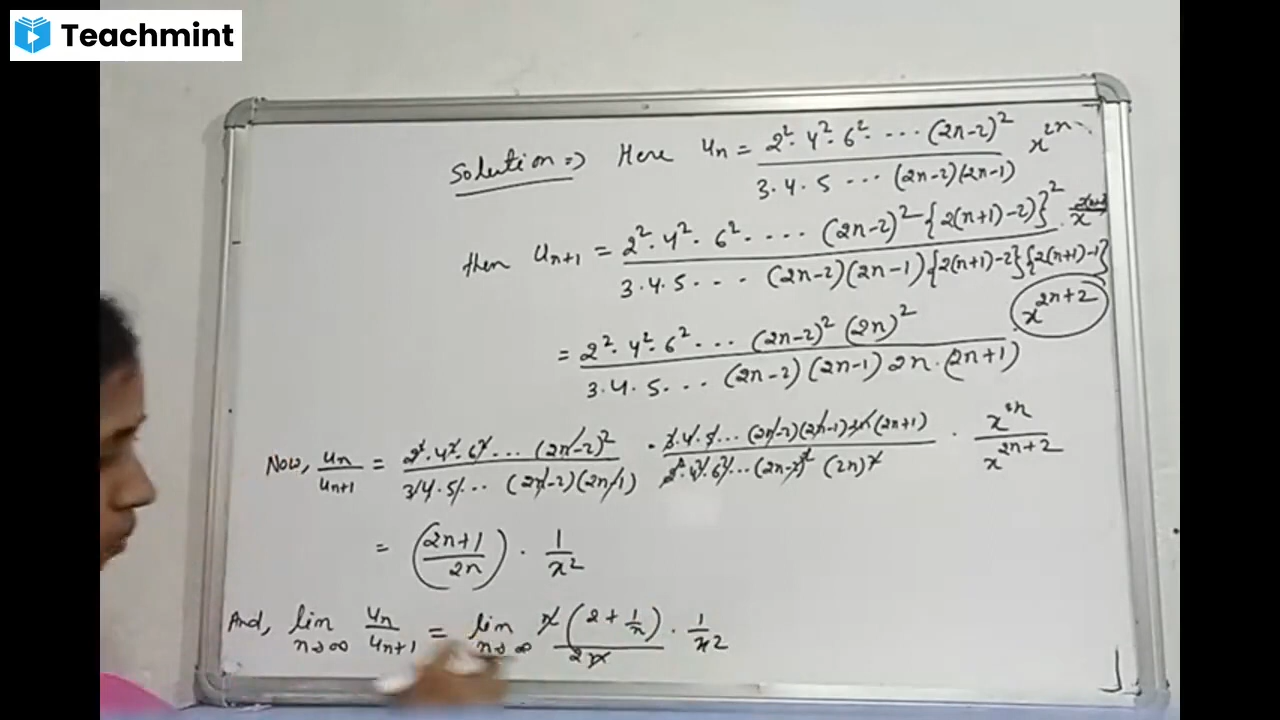 Teachmint
Solution ⇒ Here uₙ = 2²·4²·6²· ··· (2n-2)² / 3·4·5 ··· (2n-2)(2n-1) x²ⁿ
then uₙ₊₁ = 2²·4²·6²· ···· (2n-2)² {2(n+1)-2}² / 3·4·5· ··· (2n-2)(2n-1){2(n+1)-2}{2(n+1)-1} · x
= 2²·4²·6² ··· (2n-2)² (2n)² / 3·4·5· ··· (2n-2)(2n-1) 2n·(2n+1) x²ⁿ⁺²
Now, uₙ/uₙ₊₁ = 2²·4²·6² ··· (2n-2)² / 3·4·5 ··· (2n-2)(2n-1) · 3·4·5 ··· (2n-2)(2n-1) 2n (2n+1) / 2²·4²·6² ··· (2n-2)² (2n)² · x²ⁿ / x²ⁿ⁺²
= (2n+1 / 2n) · 1/x²
And, lim n→∞ uₙ/uₙ₊₁ = lim n→∞ n(2 + 1/n) / 2n · 1/x²